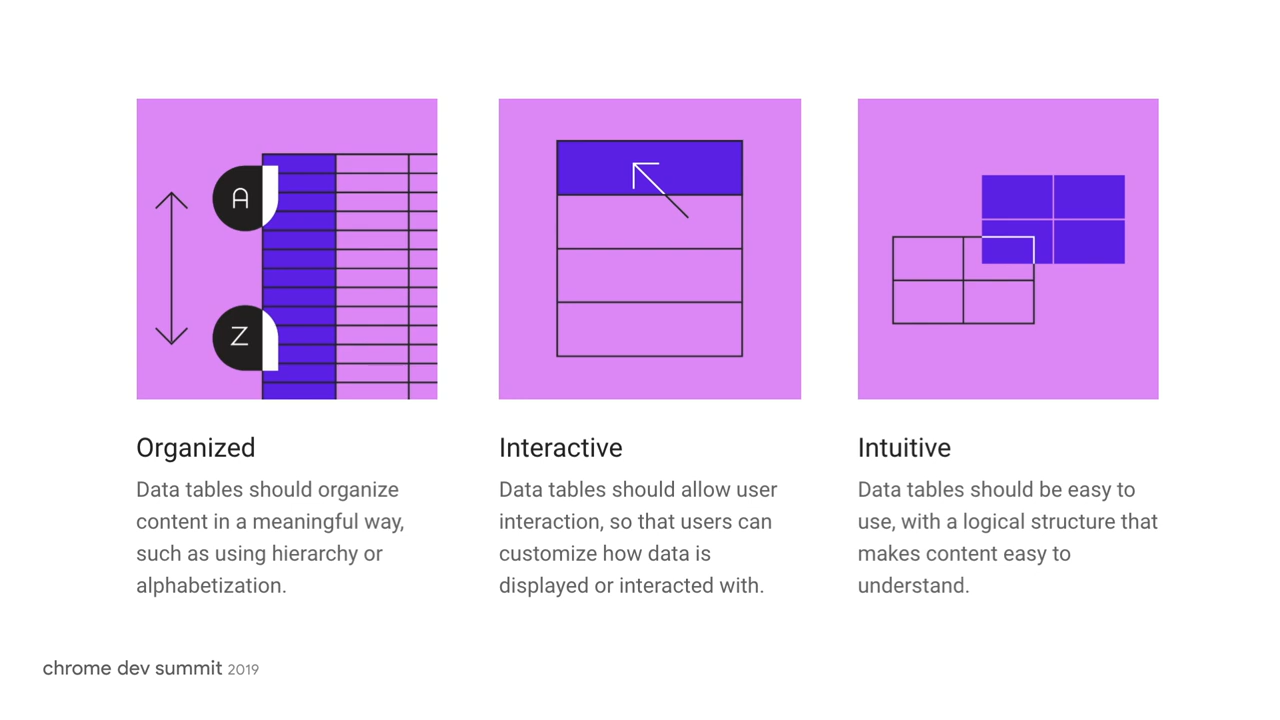 A
Z
Organized
Data tables should organize
content in a meaningful way,
such as using hierarchy or
alphabetization.
Interactive
Data tables should allow user
interaction, so that users can
customize how data is
displayed or interacted with.
Intuitive
Data tables should be easy to
use, with a logical structure that
makes content easy to
understand.
chrome dev summit 2019